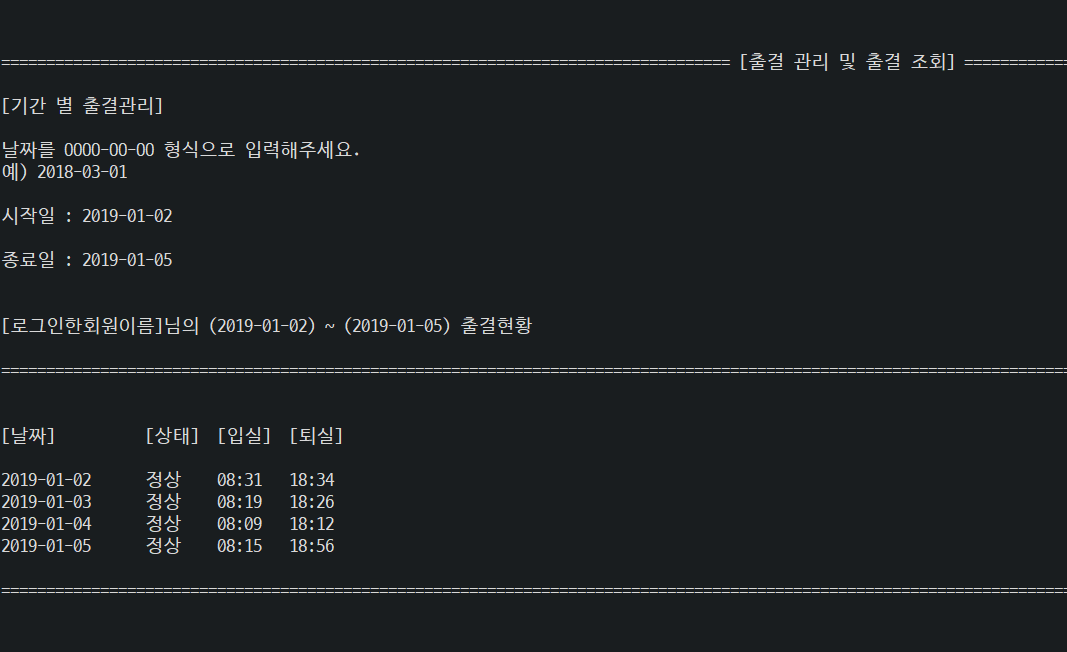 ================================================================================= [출결 관리 및 출결 조회] ============
[기간 별 출결관리]
날짜를 0000-00-00 형식으로 입력해주세요.
예) 2018-03-01
시작일 : 2019-01-02
종료일 : 2019-01-05
[로그인한회원이름]님의 (2019-01-02) ~ (2019-01-05) 출결현황
=======================================================================================================================
[날짜] [상태] [입실] [퇴실]
2019-01-02 정상 08:31 18:34
2019-01-03 정상 08:19 18:26
2019-01-04 정상 08:09 18:12
2019-01-05 정상 08:15 18:56
=======================================================================================================================